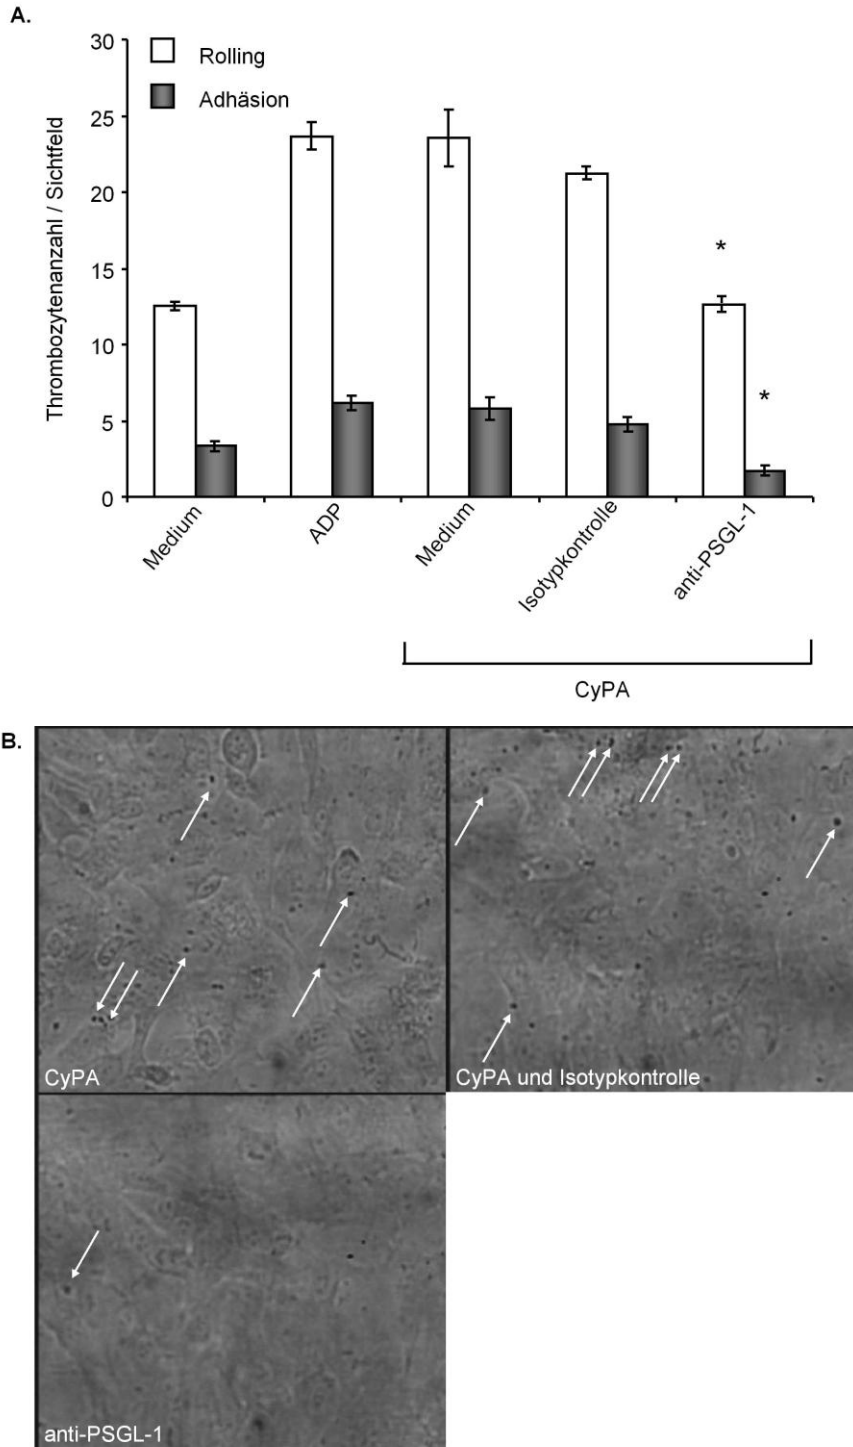 A.
30
25
20
15
10
5
0
Thrombozytenanzahl / Sichtfeld
Rolling
Adhäsion
*
*
Medium
ADP
Medium
Isotypkontrolle
anti-PSGL-1
CyPA
B.
CyPA
CyPA und Isotypkontrolle
anti-PSGL-1